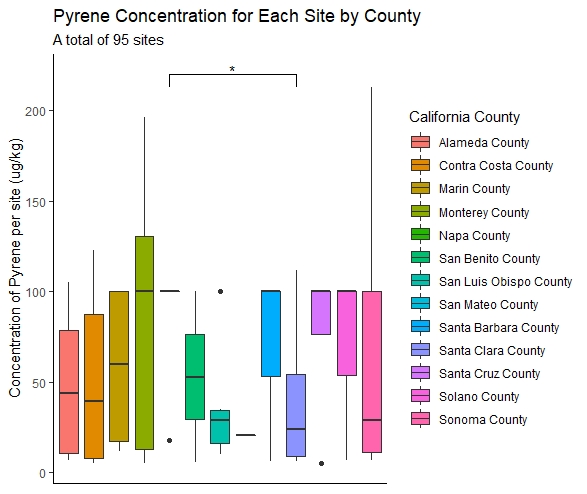 Pyrene Concentration for Each Site by County
A total of 95 sites
*
200
150
100
50
0
Concentration of Pyrene per site (ug/kg)
California County
Alameda County
Contra Costa County
Marin County
Monterey County
Napa County
San Benito County
San Luis Obispo County
San Mateo County
Santa Barbara County
Santa Clara County
Santa Cruz County
Solano County
Sonoma County